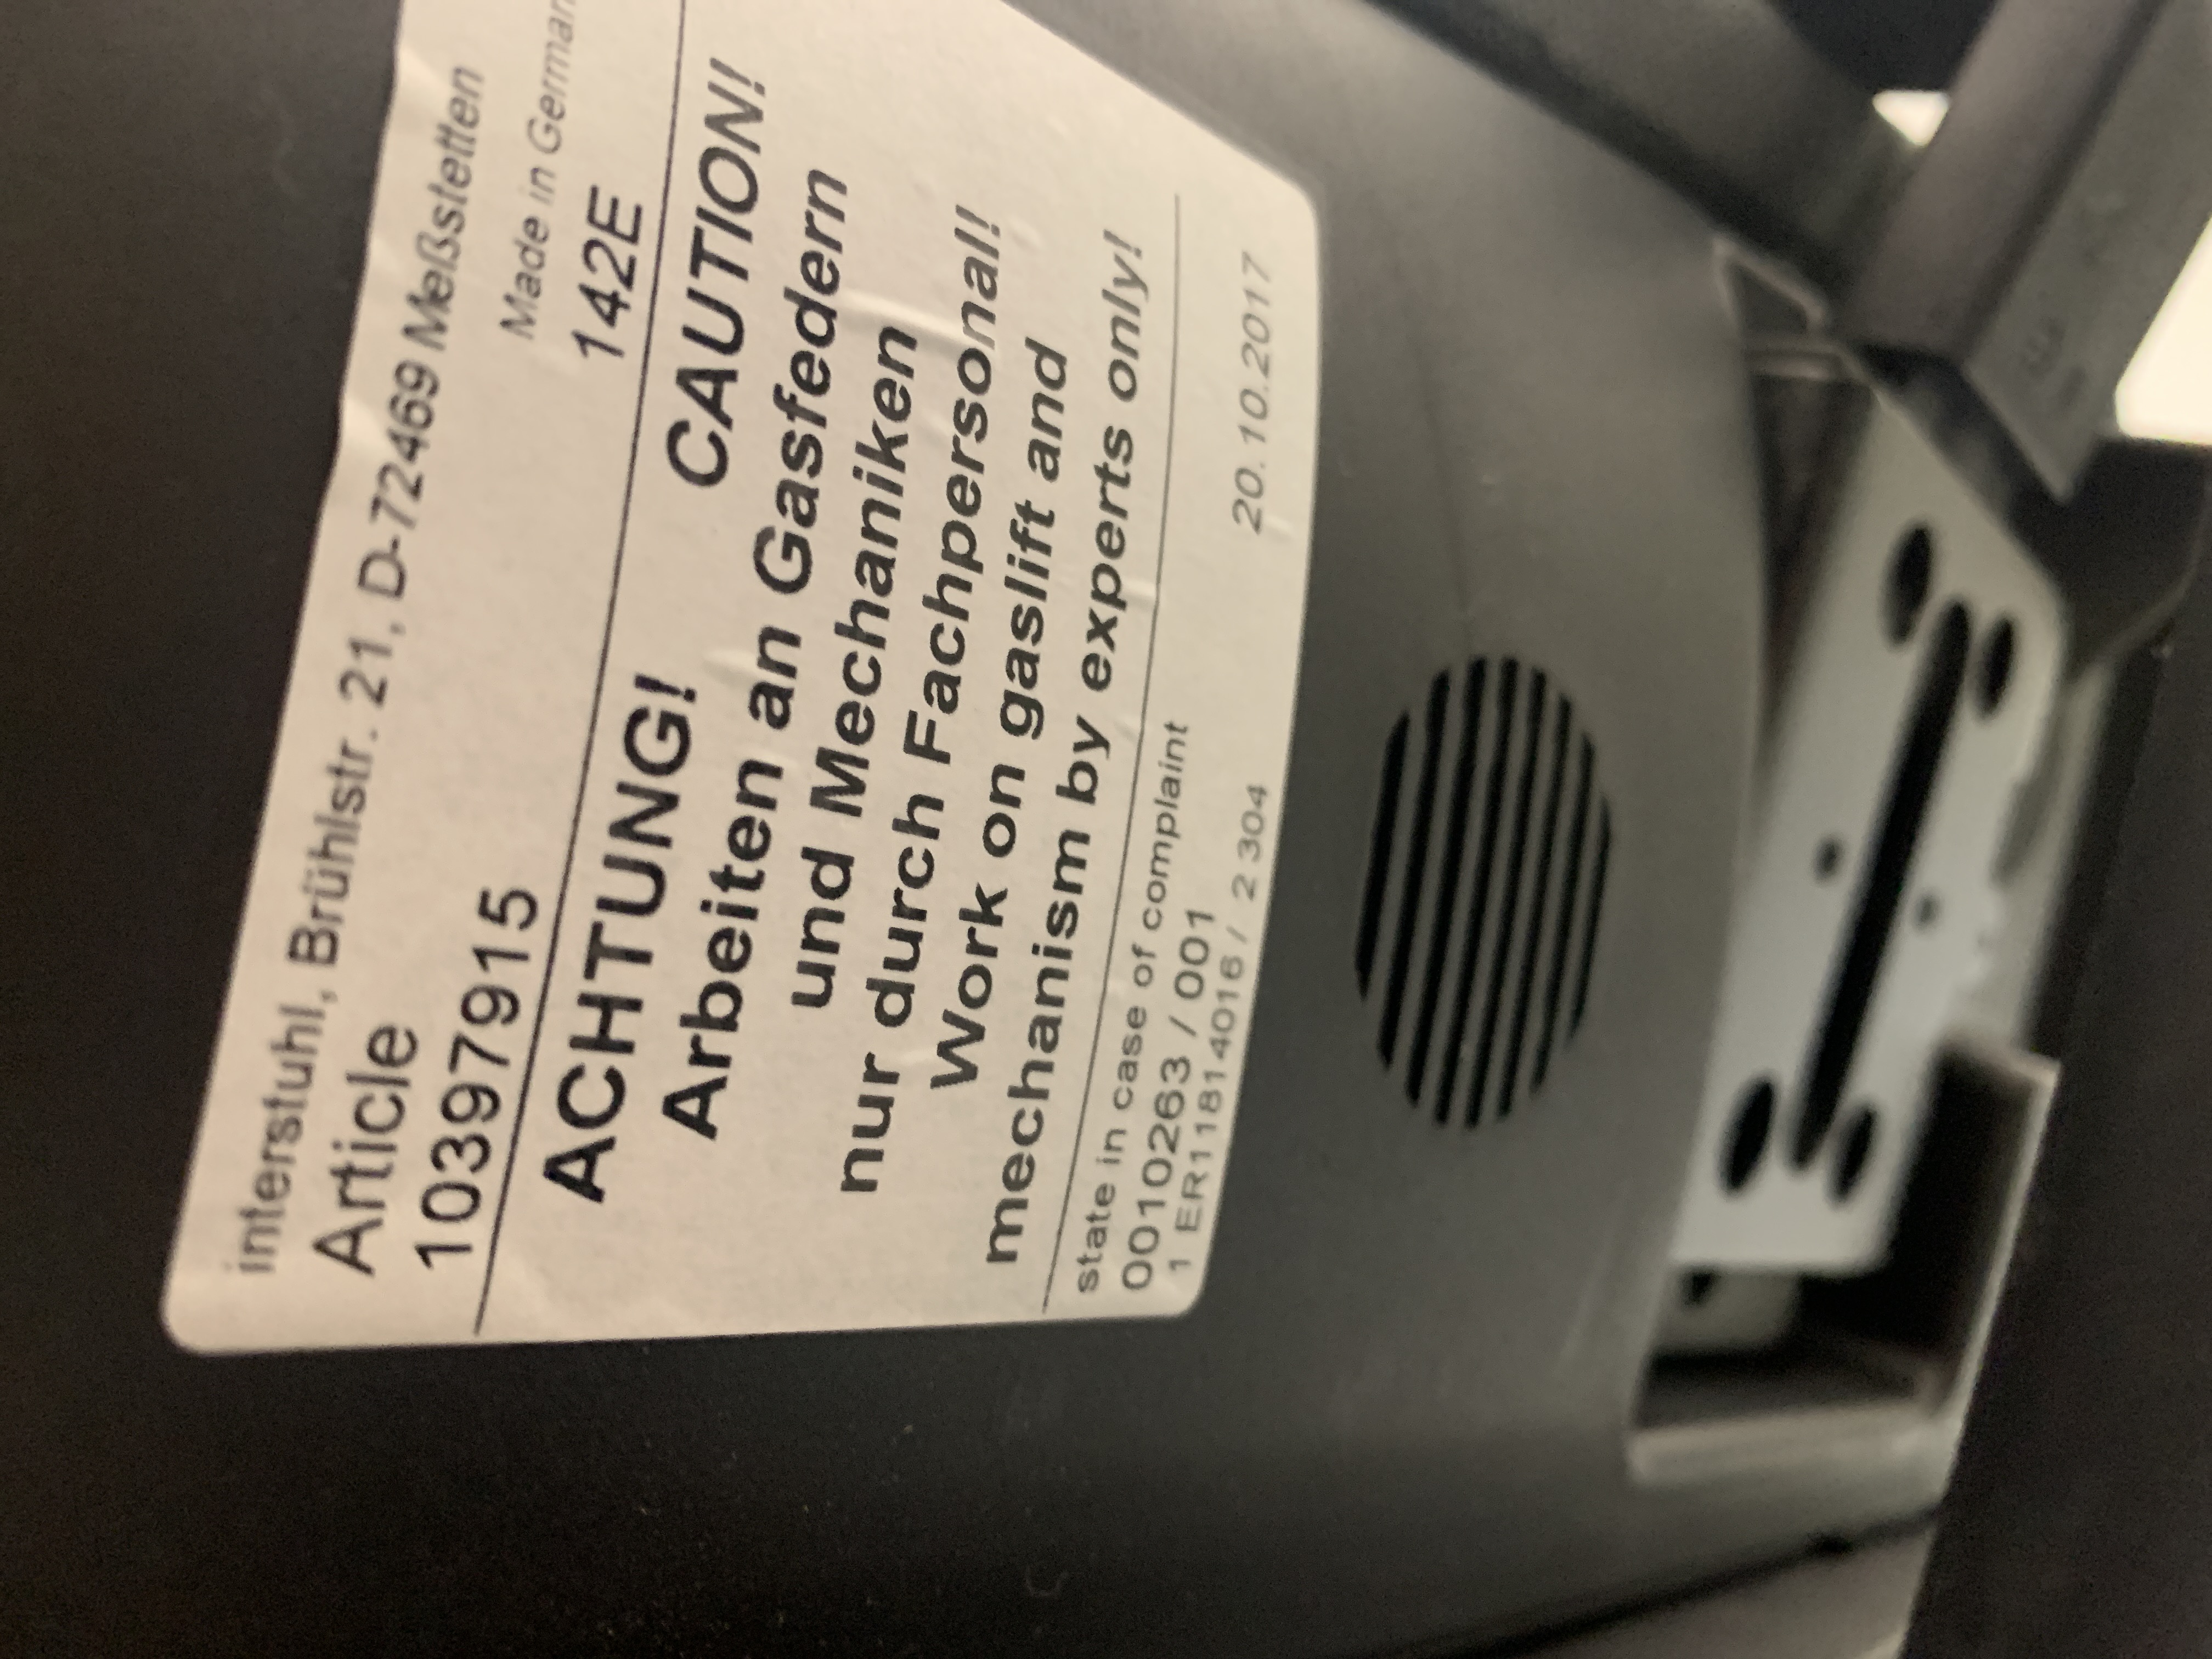 interstuhl, Brühlstr. 21, D-72469 Meßstetten
Article Made in German
10397915 142E
ACHTUNG! CAUTION!
Arbeiten an Gasfedern
und Mechaniken
nur durch Fachpersonal!
Work on gaslift and
mechanism by experts only!
state in case of complaint
0010263 / 001 20.10.2017
1 ER1181814016 / 2 304